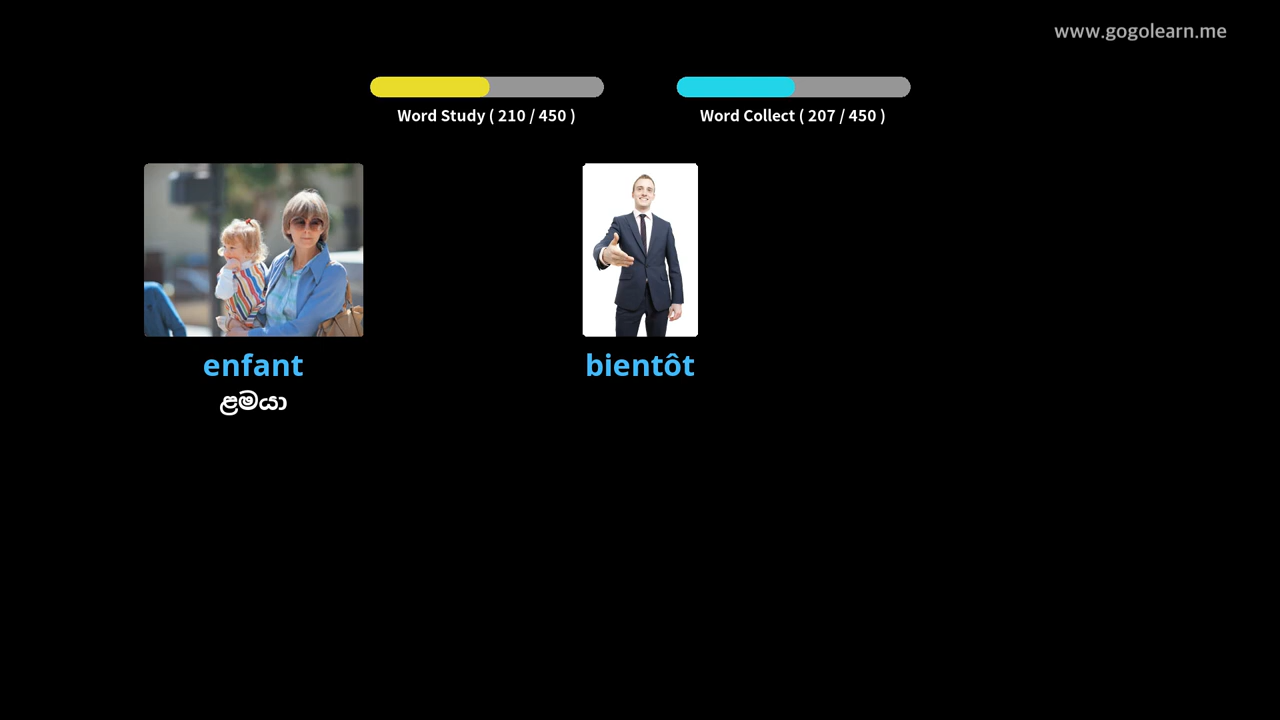 www.gogolearn.me
Word Study ( 210 / 450 )
Word Collect ( 207 / 450 )
enfant
ළමයා
bientôt